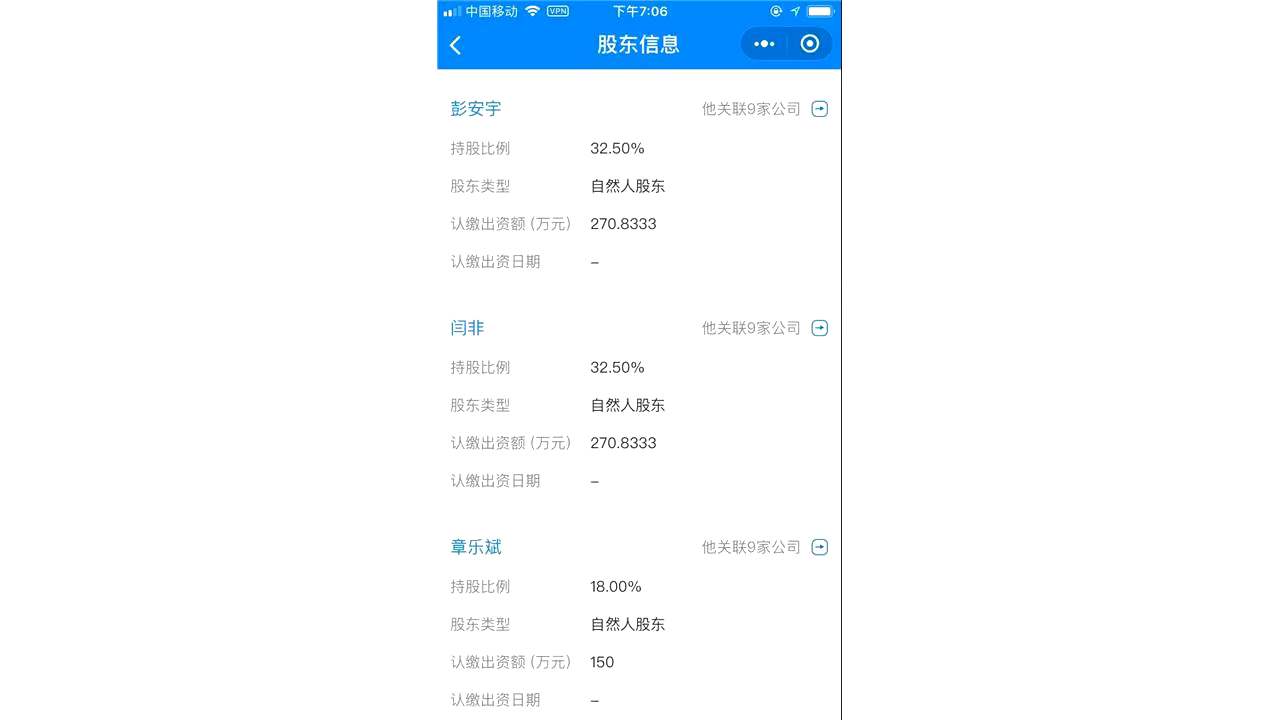 中国移动 VPN 下午7:06
股东信息
彭安宇 他关联9家公司
持股比例 32.50%
股东类型 自然人股东
认缴出资额 (万元) 270.8333
认缴出资日期 –
闫非 他关联9家公司
持股比例 32.50%
股东类型 自然人股东
认缴出资额 (万元) 270.8333
认缴出资日期 –
章乐斌 他关联9家公司
持股比例 18.00%
股东类型 自然人股东
认缴出资额 (万元) 150
认缴出资日期 –